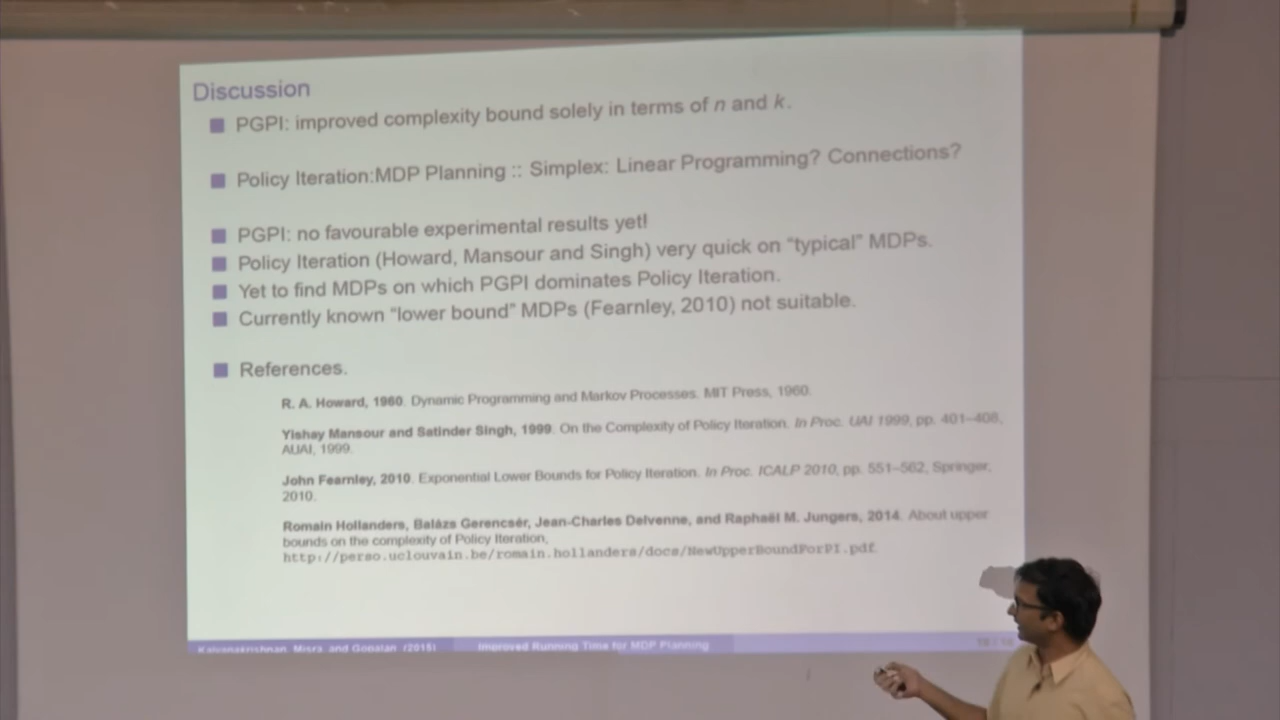 Discussion
PGPI: improved complexity bound solely in terms of n and k.
Policy Iteration:MDP Planning :: Simplex: Linear Programming? Connections?
PGPI: no favourable experimental results yet!
Policy Iteration (Howard, Mansour and Singh) very quick on "typical" MDPs.
Yet to find MDPs on which PGPI dominates Policy Iteration.
Currently known "lower bound" MDPs (Fearnley, 2010) not suitable.
References.
R. A. Howard, 1960. Dynamic Programming and Markov Processes. MIT Press, 1960.
Yishay Mansour and Satinder Singh, 1999. On the Complexity of Policy Iteration. In Proc. UAI 1999, pp. 401–408,
AUAI, 1999.
John Fearnley, 2010. Exponential Lower Bounds for Policy Iteration. In Proc. ICALP 2010, pp. 551–562, Springer,
2010.
Romain Hollanders, Balázs Gerencsér, Jean-Charles Delvenne, and Raphaël M. Jungers, 2014. About upper
bounds on the complexity of Policy Iteration,
http://perso.uclouvain.be/romain.hollanders/docs/NewUpperBoundForPI.pdf.
Kalyanakrishnan, Misra, and Gopalan (2015)
Improved Running Time for MDP Planning